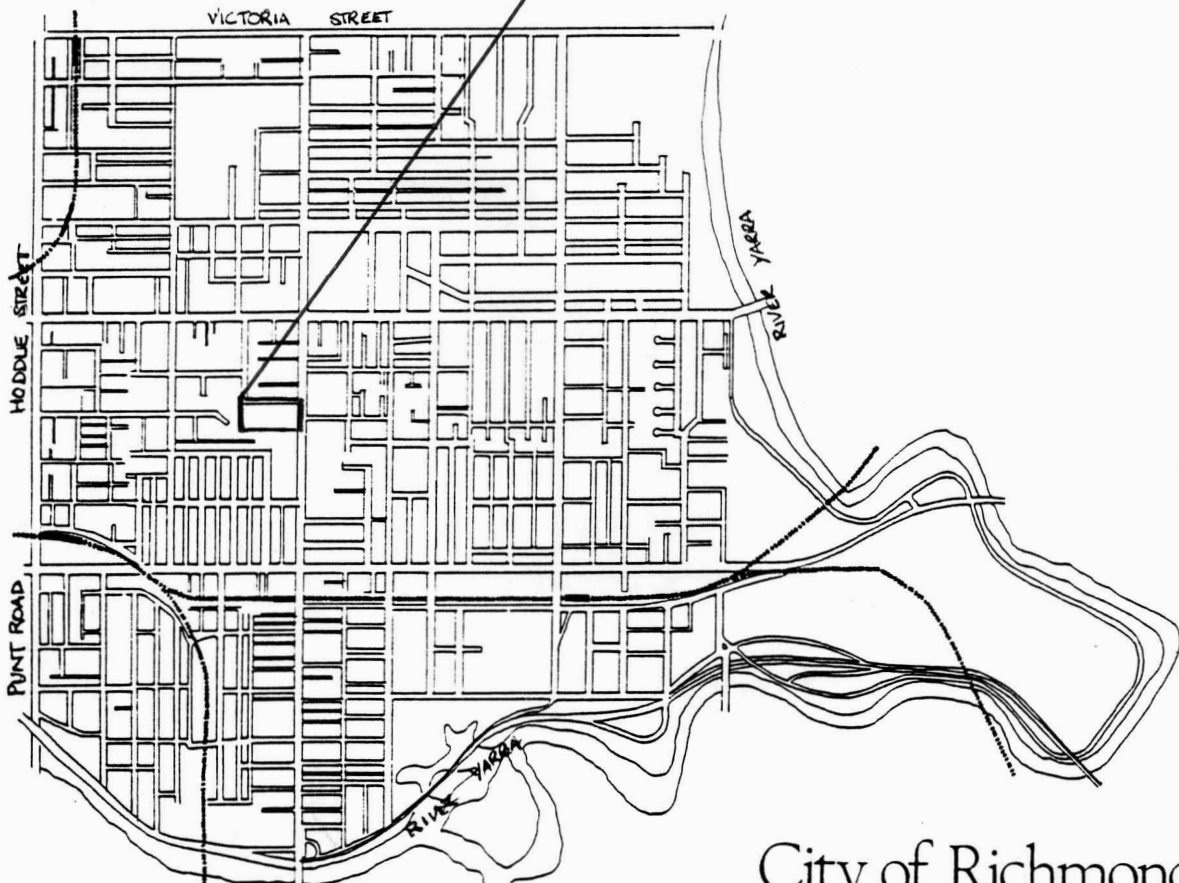 VICTORIA STREET
HODDLE STREET
RIVER YARRA
PUNT ROAD
RIVER YARRA
City of Richmond